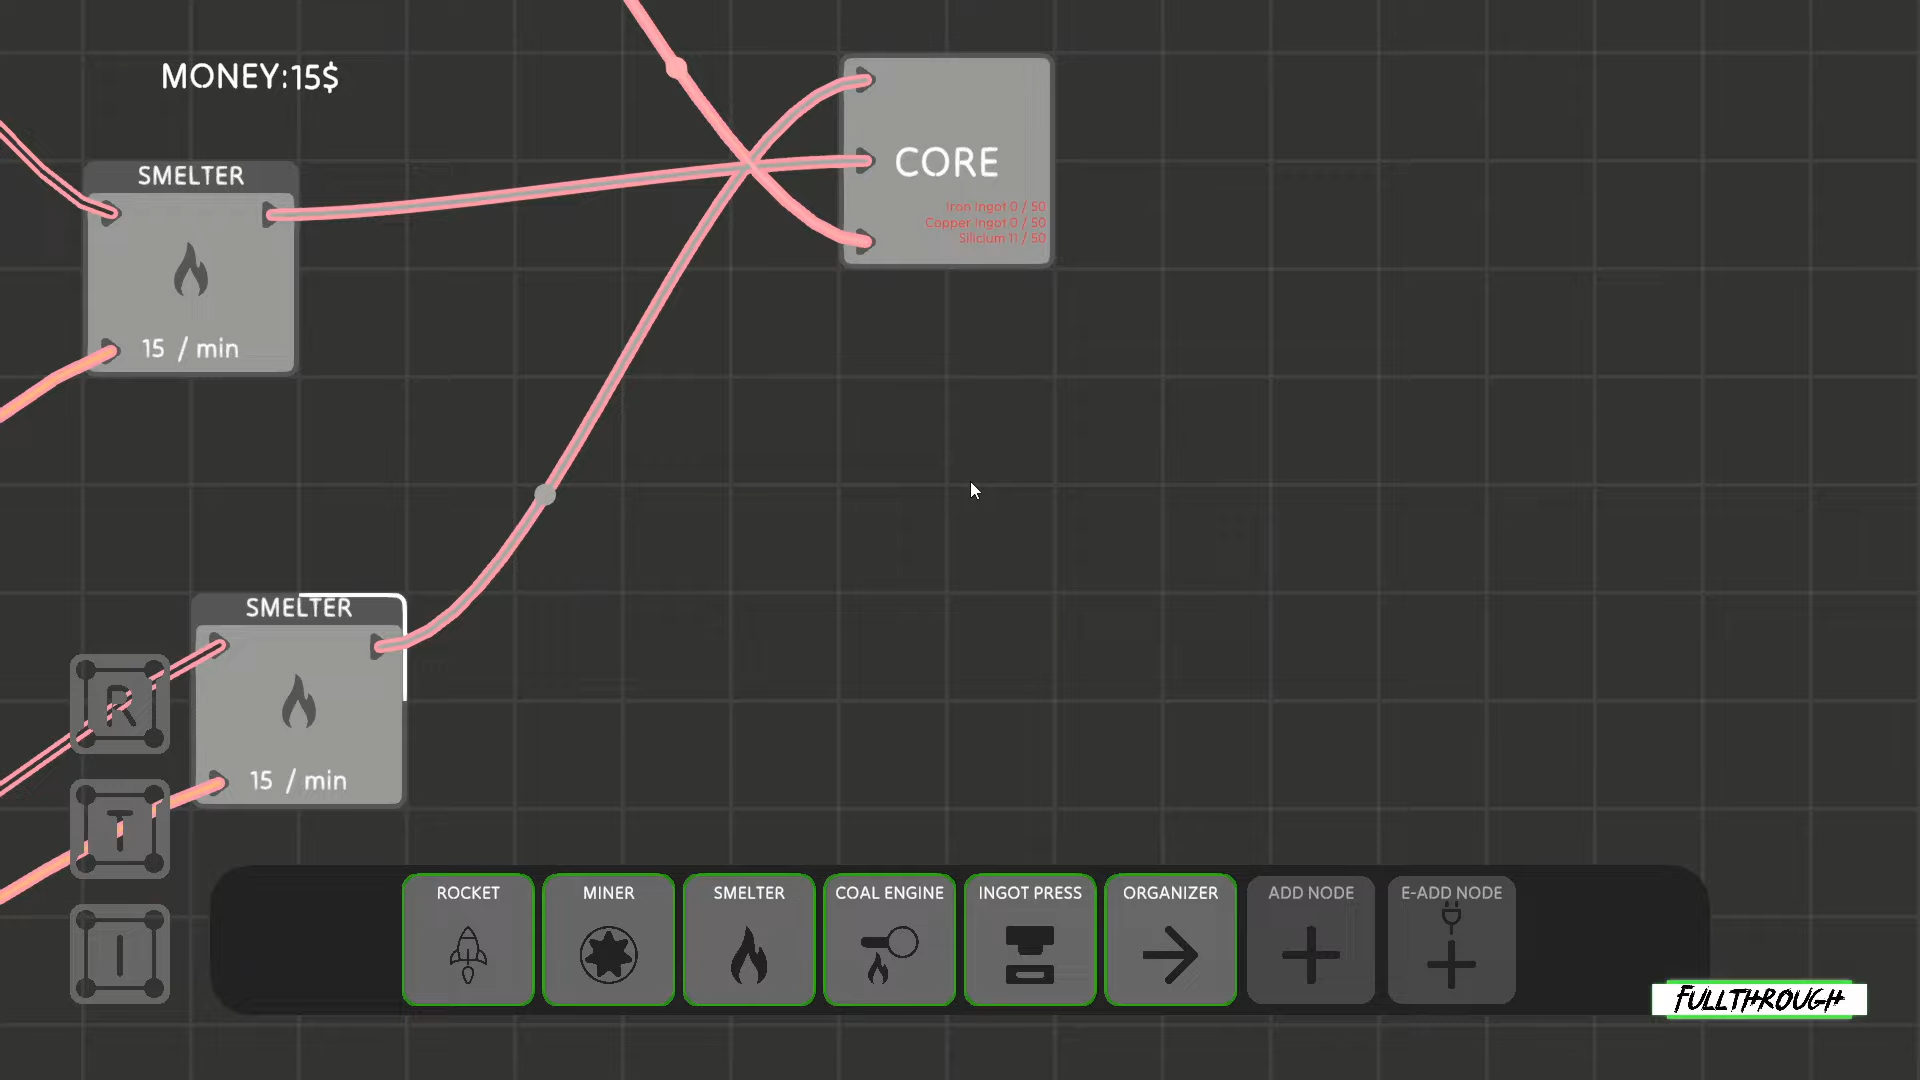 MONEY:15$
SMELTER
15 / min
CORE
Iron Ingot 0 / 50
Copper Ingot 0 / 50
Silicium 11 / 50
SMELTER
15 / min
R
T
I
ROCKET
MINER
SMELTER
COAL ENGINE
INGOT PRESS
ORGANIZER
ADD NODE
E-ADD NODE
FULLTHROUGH